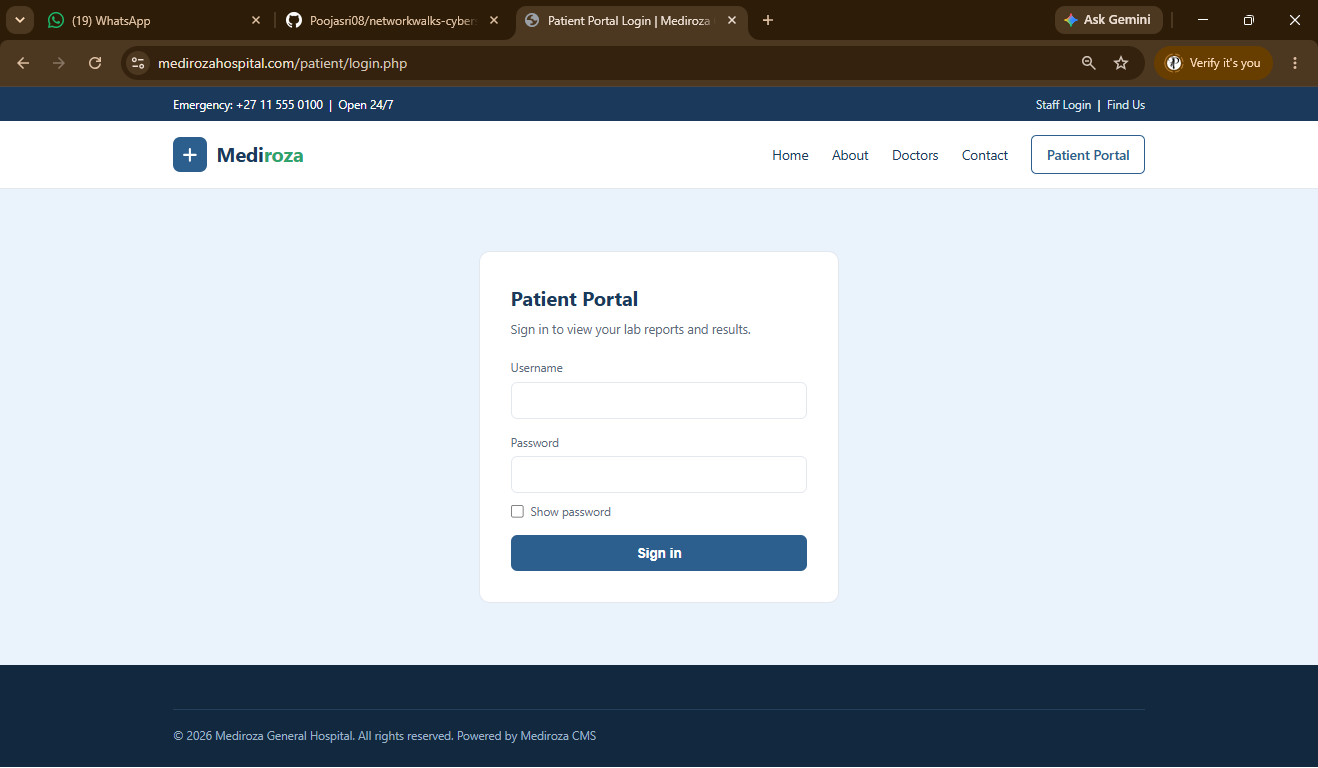 (19) WhatsApp
Poojasri08/networkwalks-cyber
Patient Portal Login | Mediroza
Ask Gemini
medirozahospital.com/patient/login.php
Verify it's you
Emergency: +27 11 555 0100 | Open 24/7
Staff Login | Find Us
Mediroza
Home
About
Doctors
Contact
Patient Portal
Patient Portal
Sign in to view your lab reports and results.
Username
Password
Show password
Sign in
© 2026 Mediroza General Hospital. All rights reserved. Powered by Mediroza CMS